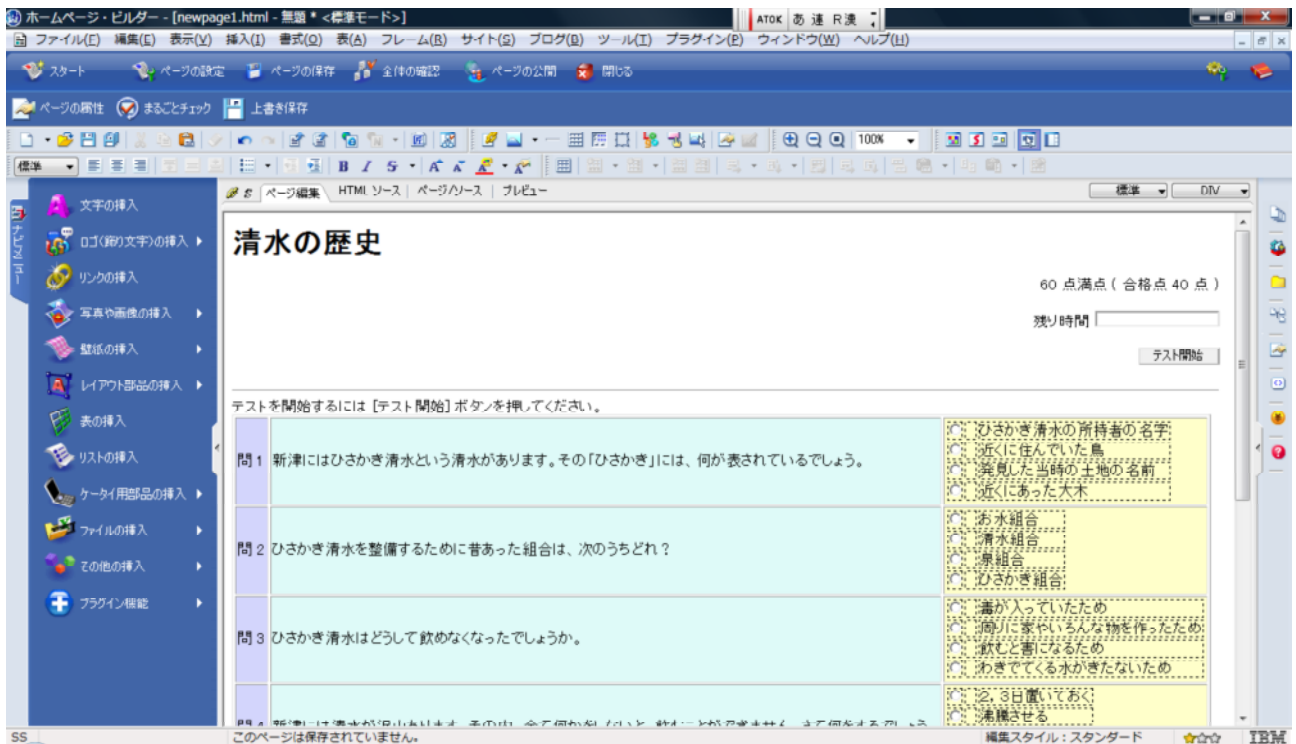 ホームページ・ビルダー - [newpage1.html - 無題 * <標準モード>]
ATOK あ 連 R漢
ファイル(F) 編集(E) 表示(V) 挿入(I) 書式(O) 表(A) フレーム(R) サイト(S) ブログ(B) ツール(T) プラグイン(P) ウィンドウ(W) ヘルプ(H)
スタート ページの設定 ページの保存 全体の確認 ページの公開 閉じる
ページの属性 まるごとチェック 上書き保存
100%
標準 B I S
ページ編集 HTML ソース ページ/ソース プレビュー 標準 DIV
ナビメニュー
文字の挿入
ロゴ(飾り文字)の挿入
リンクの挿入
写真や画像の挿入
壁紙の挿入
レイアウト部品の挿入
表の挿入
リストの挿入
ケータイ用部品の挿入
ファイルの挿入
その他の挿入
プラグイン機能
清水の歴史
60 点満点 ( 合格点 40 点 )
残り時間
テスト開始
テストを開始するには [テスト開始] ボタンを押してください。
問 1 新津にはひさかき清水という清水があります。その「ひさかき」には、何が表されているでしょう。
ひさかき清水の所持者の名字
近くに住んでいた鳥
発見した当時の土地の名前
近くにあった大木
問 2 ひさかき清水を整備するために昔あった組合は、次のうちどれ？
お水組合
清水組合
泉組合
ひさかき組合
問 3 ひさかき清水はどうして飲めなくなったでしょうか。
毒が入っていたため
周りに家やいろんな物を作ったため
飲むと害になるため
わきでてくる水がきたないため
2，3日置いておく
沸騰させる
SS このページは保存されていません。 編集スタイル：スタンダード IBM